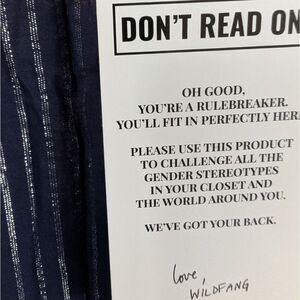 DON'T READ ON
OH GOOD,
YOU'RE A RULEBREAKER.
YOU'LL FIT IN PERFECTLY HER
PLEASE USE THIS PRODUCT
TO CHALLENGE ALL THE
GENDER STEREOTYPES
IN YOUR CLOSET AND
THE WORLD AROUND YOU.
WE'VE GOT YOUR BACK.
love,
WILDFANG